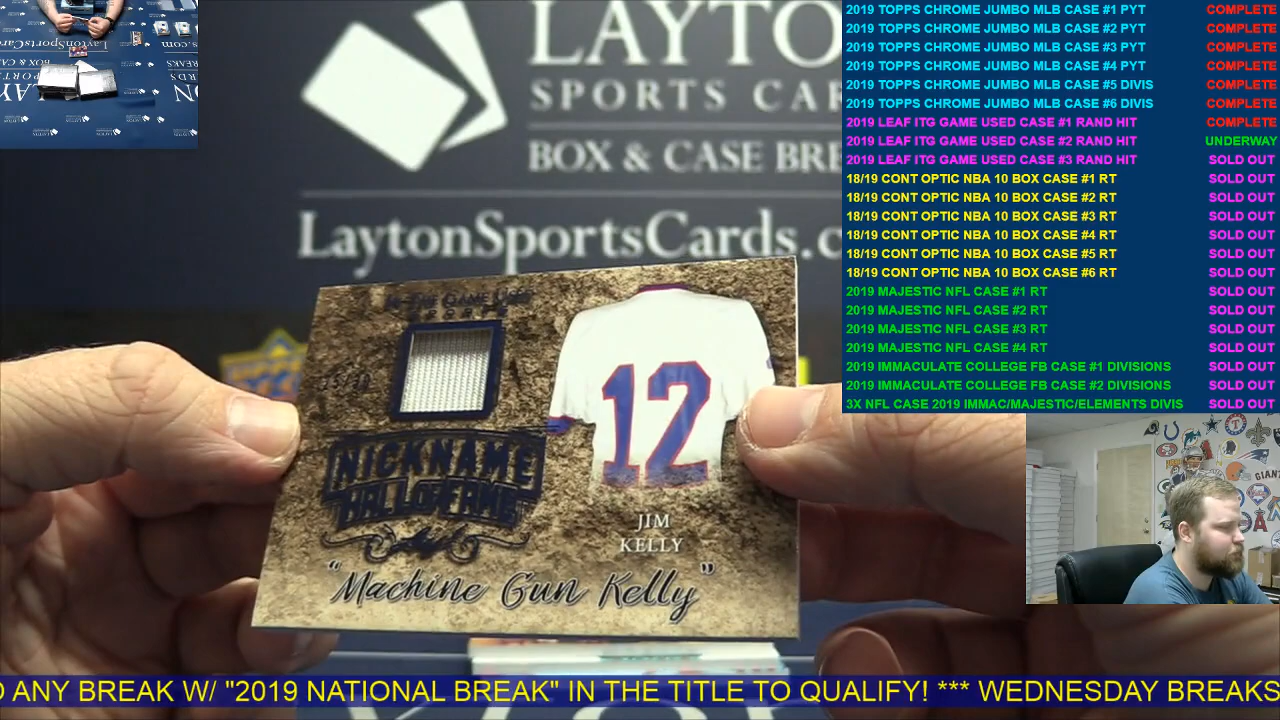 LAYTO
SPORTS CAR
BOX & CASE BRE
LaytonSportsCards.c
LaytonSportsCar
2019 TOPPS CHROME JUMBO MLB CASE #1 PYT COMPLETE
2019 TOPPS CHROME JUMBO MLB CASE #2 PYT COMPLETE
2019 TOPPS CHROME JUMBO MLB CASE #3 PYT COMPLETE
2019 TOPPS CHROME JUMBO MLB CASE #4 PYT COMPLETE
2019 TOPPS CHROME JUMBO MLB CASE #5 DIVIS COMPLETE
2019 TOPPS CHROME JUMBO MLB CASE #6 DIVIS COMPLETE
2019 LEAF ITG GAME USED CASE #1 RAND HIT COMPLETE
2019 LEAF ITG GAME USED CASE #2 RAND HIT UNDERWAY
2019 LEAF ITG GAME USED CASE #3 RAND HIT SOLD OUT
18/19 CONT OPTIC NBA 10 BOX CASE #1 RT SOLD OUT
18/19 CONT OPTIC NBA 10 BOX CASE #2 RT SOLD OUT
18/19 CONT OPTIC NBA 10 BOX CASE #3 RT SOLD OUT
18/19 CONT OPTIC NBA 10 BOX CASE #4 RT SOLD OUT
18/19 CONT OPTIC NBA 10 BOX CASE #5 RT SOLD OUT
18/19 CONT OPTIC NBA 10 BOX CASE #6 RT SOLD OUT
2019 MAJESTIC NFL CASE #1 RT SOLD OUT
2019 MAJESTIC NFL CASE #2 RT SOLD OUT
2019 MAJESTIC NFL CASE #3 RT SOLD OUT
2019 MAJESTIC NFL CASE #4 RT SOLD OUT
2019 IMMACULATE COLLEGE FB CASE #1 DIVISIONS SOLD OUT
2019 IMMACULATE COLLEGE FB CASE #2 DIVISIONS SOLD OUT
3X NFL CASE 2019 IMMAC/MAJESTIC/ELEMENTS DIVIS SOLD OUT
IN THE GAME USED
SPORTS
12
NICKNAME
HALL OF FAME
JIM
KELLY
"Machine Gun Kelly"
GIANTS
O ANY BREAK W/ "2019 NATIONAL BREAK" IN THE TITLE TO QUALIFY! *** WEDNESDAY BREAKS